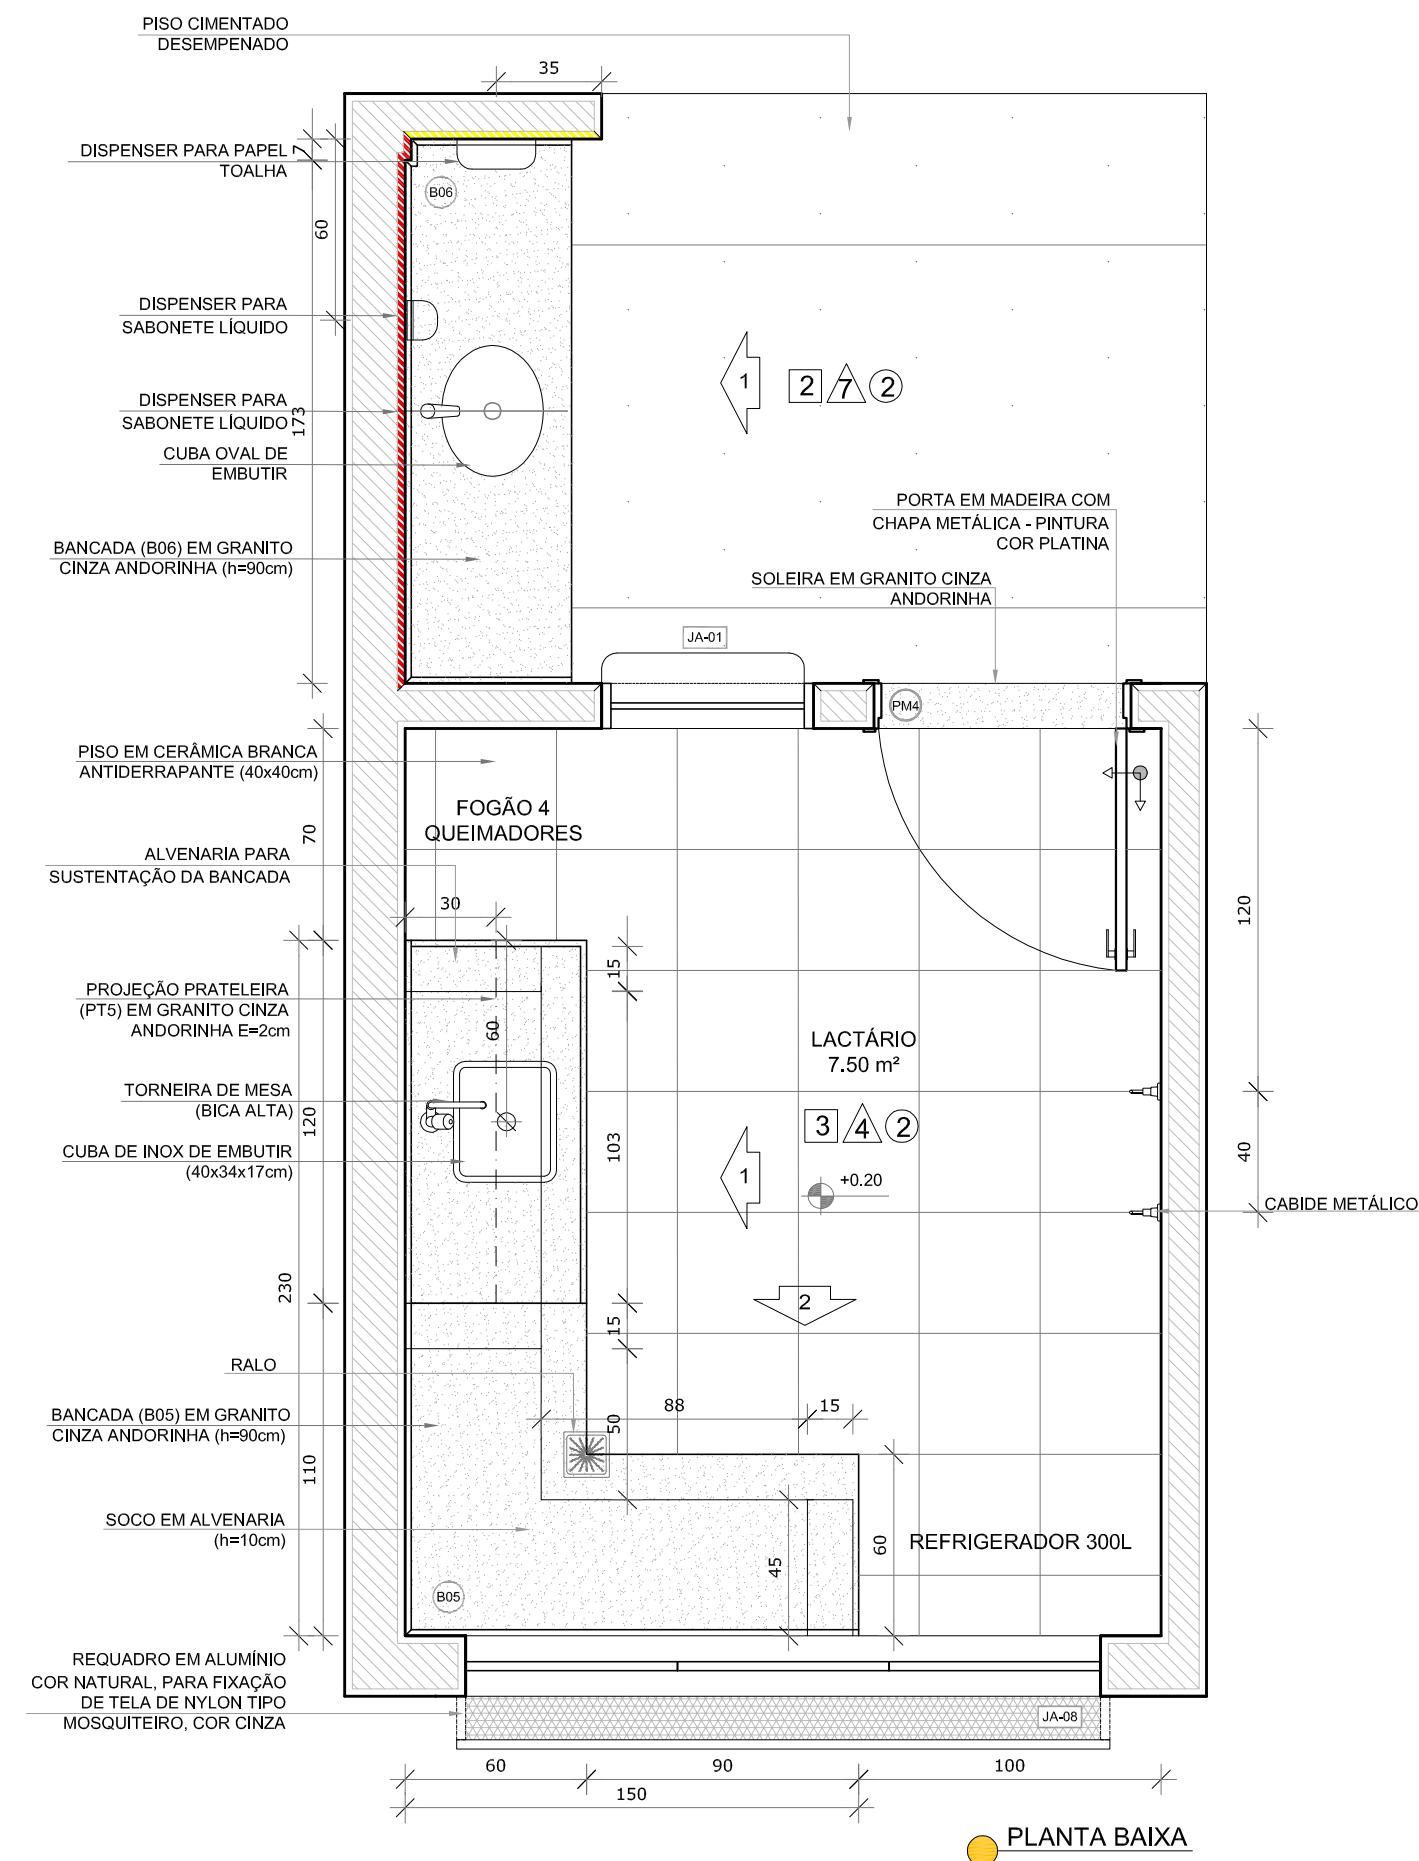 PISO CIMENTADO
DESEMPENADO
35
DISPENSER PARA PAPEL
TOALHA
7
B06
60
DISPENSER PARA
SABONETE LÍQUIDO
DISPENSER PARA
SABONETE LÍQUIDO
173
CUBA OVAL DE
EMBUTIR
1
2 7 2
PORTA EM MADEIRA COM
CHAPA METÁLICA - PINTURA
COR PLATINA
BANCADA (B06) EM GRANITO
CINZA ANDORINHA (h=90cm)
SOLEIRA EM GRANITO CINZA
ANDORINHA
JA-01
PM4
PISO EM CERÂMICA BRANCA
ANTIDERRAPANTE (40x40cm)
FOGÃO 4
QUEIMADORES
70
ALVENARIA PARA
SUSTENTAÇÃO DA BANCADA
30
120
15
PROJEÇÃO PRATELEIRA
(PT5) EM GRANITO CINZA
ANDORINHA E=2cm
60
LACTÁRIO
7.50 m²
TORNEIRA DE MESA
(BICA ALTA)
120
3 4 2
CUBA DE INOX DE EMBUTIR
(40x34x17cm)
103
1
+0.20
40
CABIDE METÁLICO
230
2
15
RALO
88
15
50
BANCADA (B05) EM GRANITO
CINZA ANDORINHA (h=90cm)
110
SOCO EM ALVENARIA
(h=10cm)
45
60
REFRIGERADOR 300L
B05
REQUADRO EM ALUMÍNIO
COR NATURAL, PARA FIXAÇÃO
DE TELA DE NYLON TIPO
MOSQUITEIRO, COR CINZA
JA-08
60
90
100
150
PLANTA BAIXA